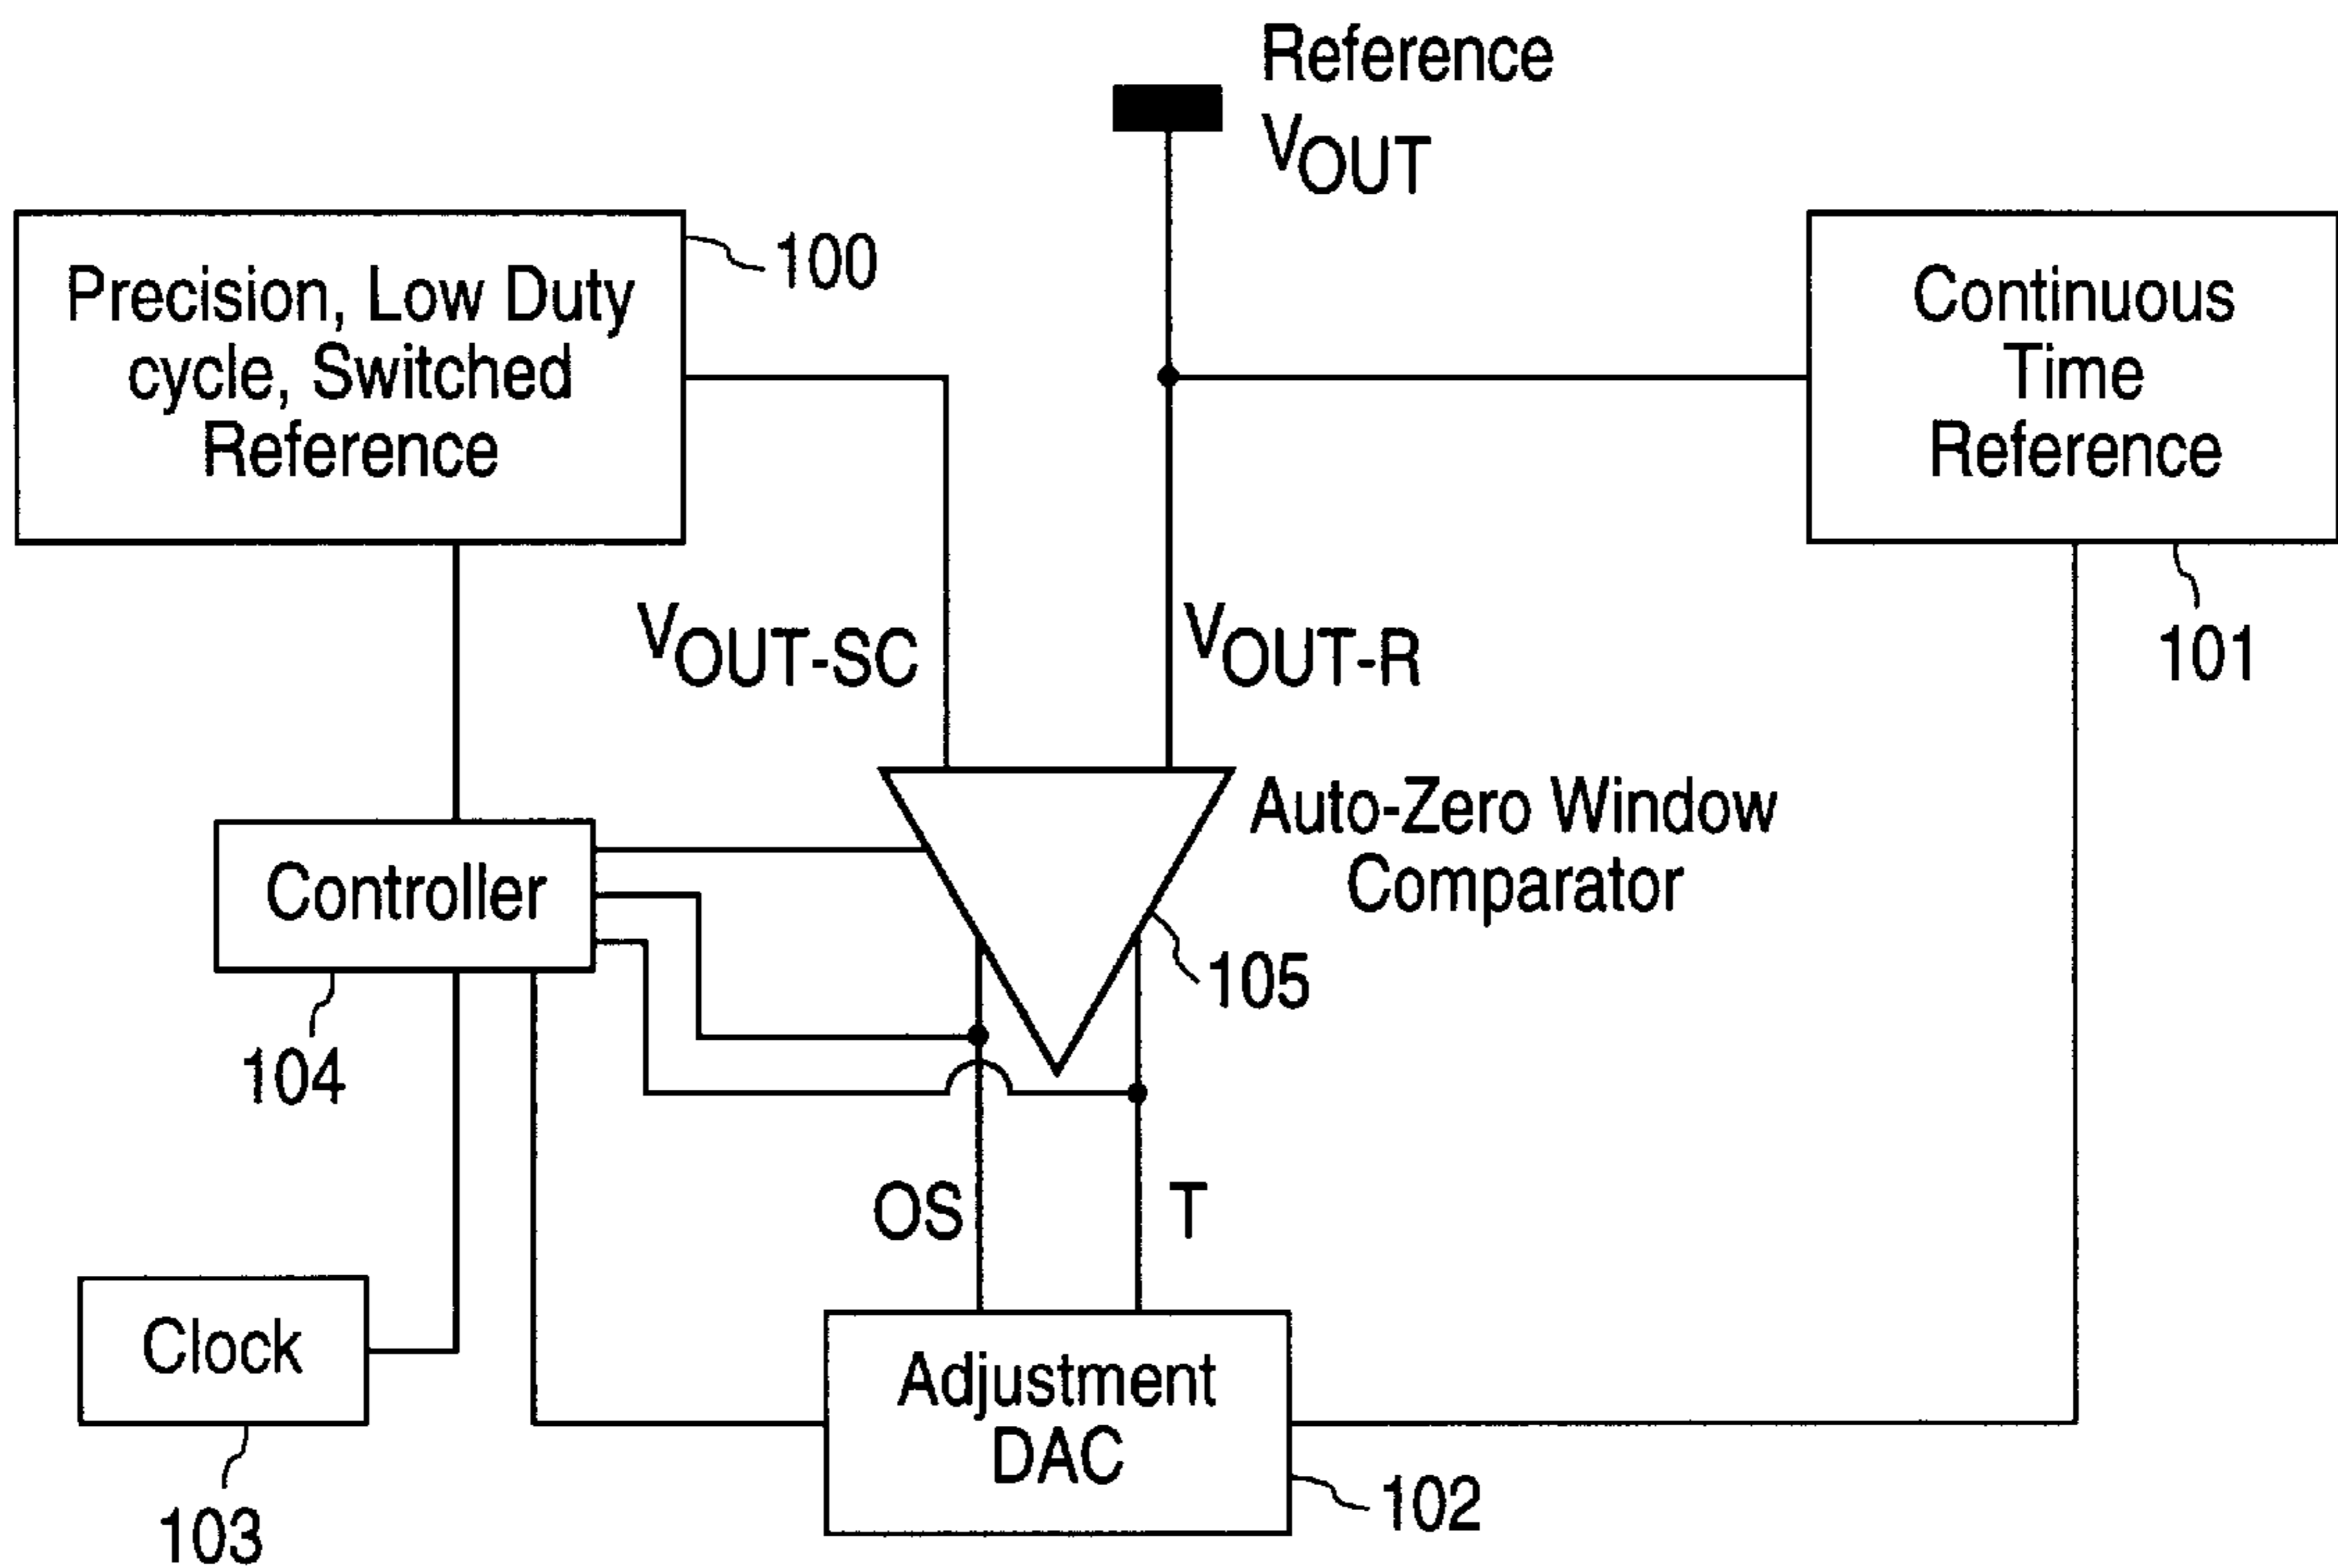 Reference
VOUT
Precision, Low Duty
cycle, Switched
Reference
100
Continuous
Time
Reference
101
VOUT-SC
VOUT-R
Auto-Zero Window
Comparator
105
Controller
104
OS
T
Clock
103
Adjustment
DAC
102